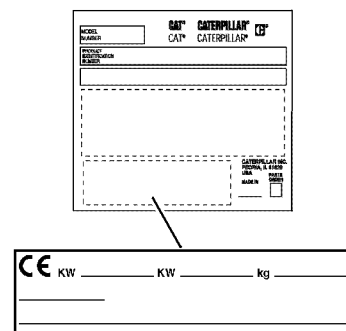 MODEL NUMBER
CAT® CATERPILLAR®
CAT® CATERPILLAR®
PRODUCT
IDENTIFICATION
NUMBER
CATERPILLAR INC.
PEORIA, IL 61629
USA
MADE IN
PARTS ORDER
CE KW KW kg